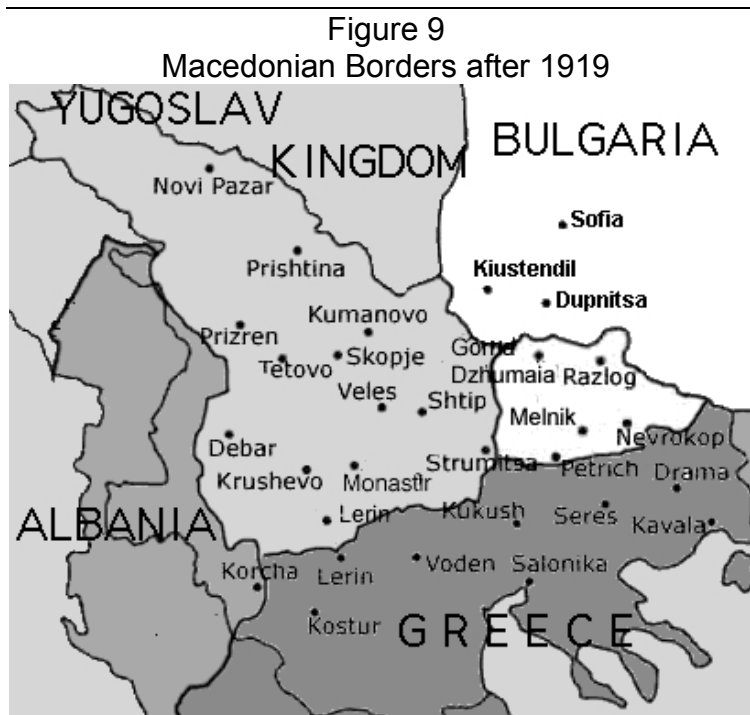 Figure 9
Macedonian Borders after 1919
YUGOSLAV
KINGDOM
BULGARIA
Novi Pazar
Sofia
Prishtina
Kiustendil
Dupnitsa
Kumanovo
Prizren
Skopje
Gorna
Dzhumaia
Razlog
Tetovo
Veles
Shtip
Melnik
Nevrokop
Debar
Strumitsa
Petrich
Drama
Krushevo
Monastir
ALBANIA
Lerin
Kukush
Seres
Kavala
Korcha
Lerin
Voden
Salonika
Kostur
GREECE